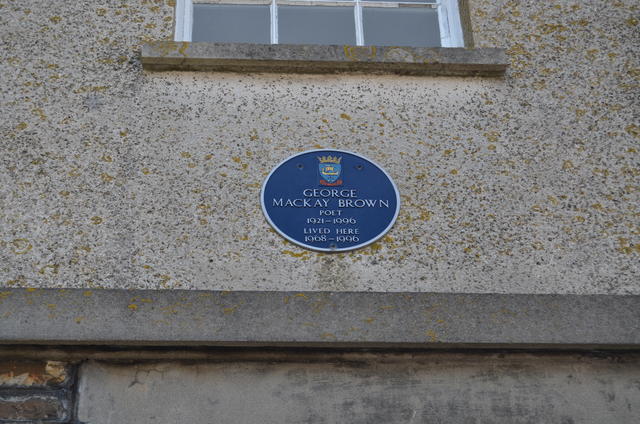 GEORGE
MACKAY BROWN
POET
1921-1996
LIVED HERE
1968-1996